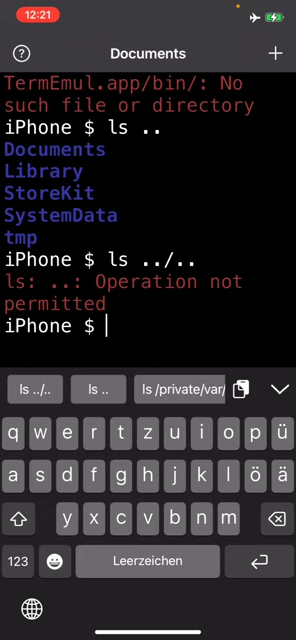 12:21
Documents
TermEmul.app/bin/: No
such file or directory
iPhone $ ls ..
Documents
Library
StoreKit
SystemData
tmp
iPhone $ ls ../..
ls: ..: Operation not
permitted
iPhone $
ls ../..
ls ..
ls /private/var/
q w e r t z u i o p ü
a s d f g h j k l ö ä
y x c v b n m
123
Leerzeichen